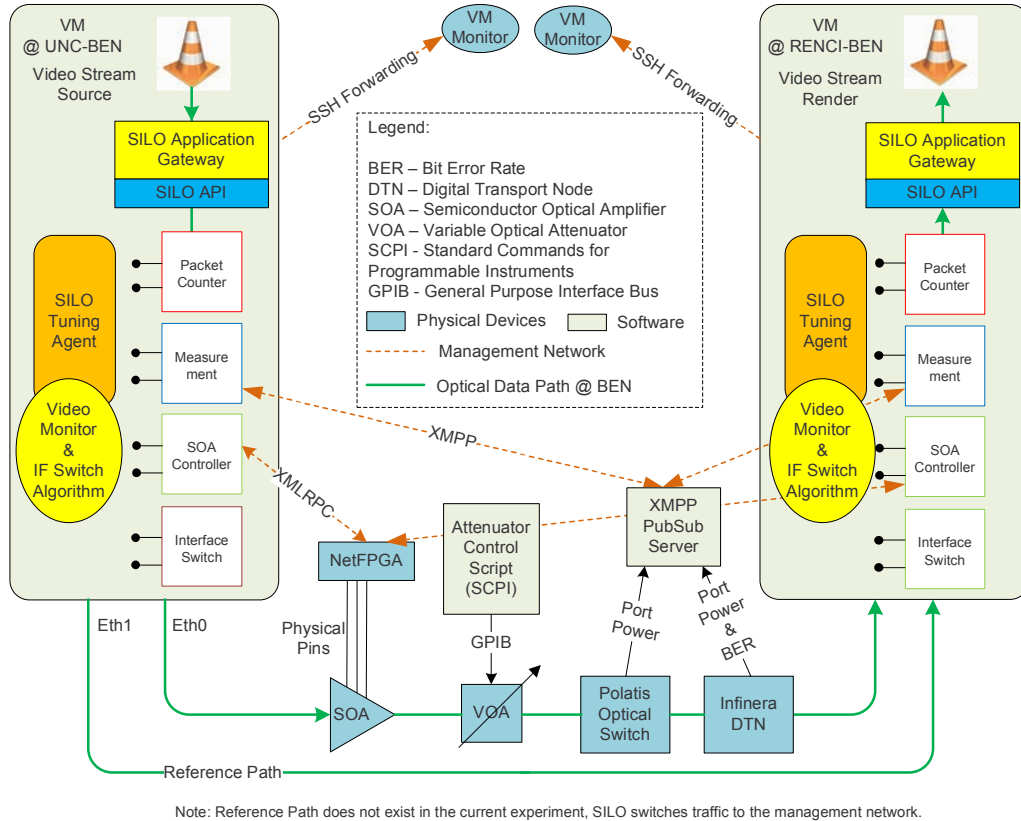 VM
@ UNC-BEN
Video Stream
Source
SILO Application
Gateway
SILO API
Packet
Counter
SILO
Tuning
Agent
Measure
ment
Video
Monitor
&
IF Switch
Algorithm
SOA
Controller
Interface
Switch
VM
Monitor
VM
Monitor
SSH Forwarding
SSH Forwarding
Legend:
BER – Bit Error Rate
DTN – Digital Transport Node
SOA – Semiconductor Optical Amplifier
VOA – Variable Optical Attenuator
SCPI - Standard Commands for
Programmable Instruments
GPIB - General Purpose Interface Bus
Physical Devices
Software
Management Network
Optical Data Path @ BEN
VM
@ RENCI-BEN
Video Stream
Render
SILO Application
Gateway
SILO API
Packet
Counter
SILO
Tuning
Agent
Measure
ment
Video
Monitor
&
IF Switch
Algorithm
SOA
Controller
Interface
Switch
XMPP
XMLRPC
NetFPGA
Attenuator
Control
Script
(SCPI)
XMPP
PubSub
Server
Eth1
Eth0
Physical
Pins
GPIB
Port
Power
Port
Power
&
BER
SOA
VOA
Polatis
Optical
Switch
Infinera
DTN
Reference Path
Note: Reference Path does not exist in the current experiment, SILO switches traffic to the management network.